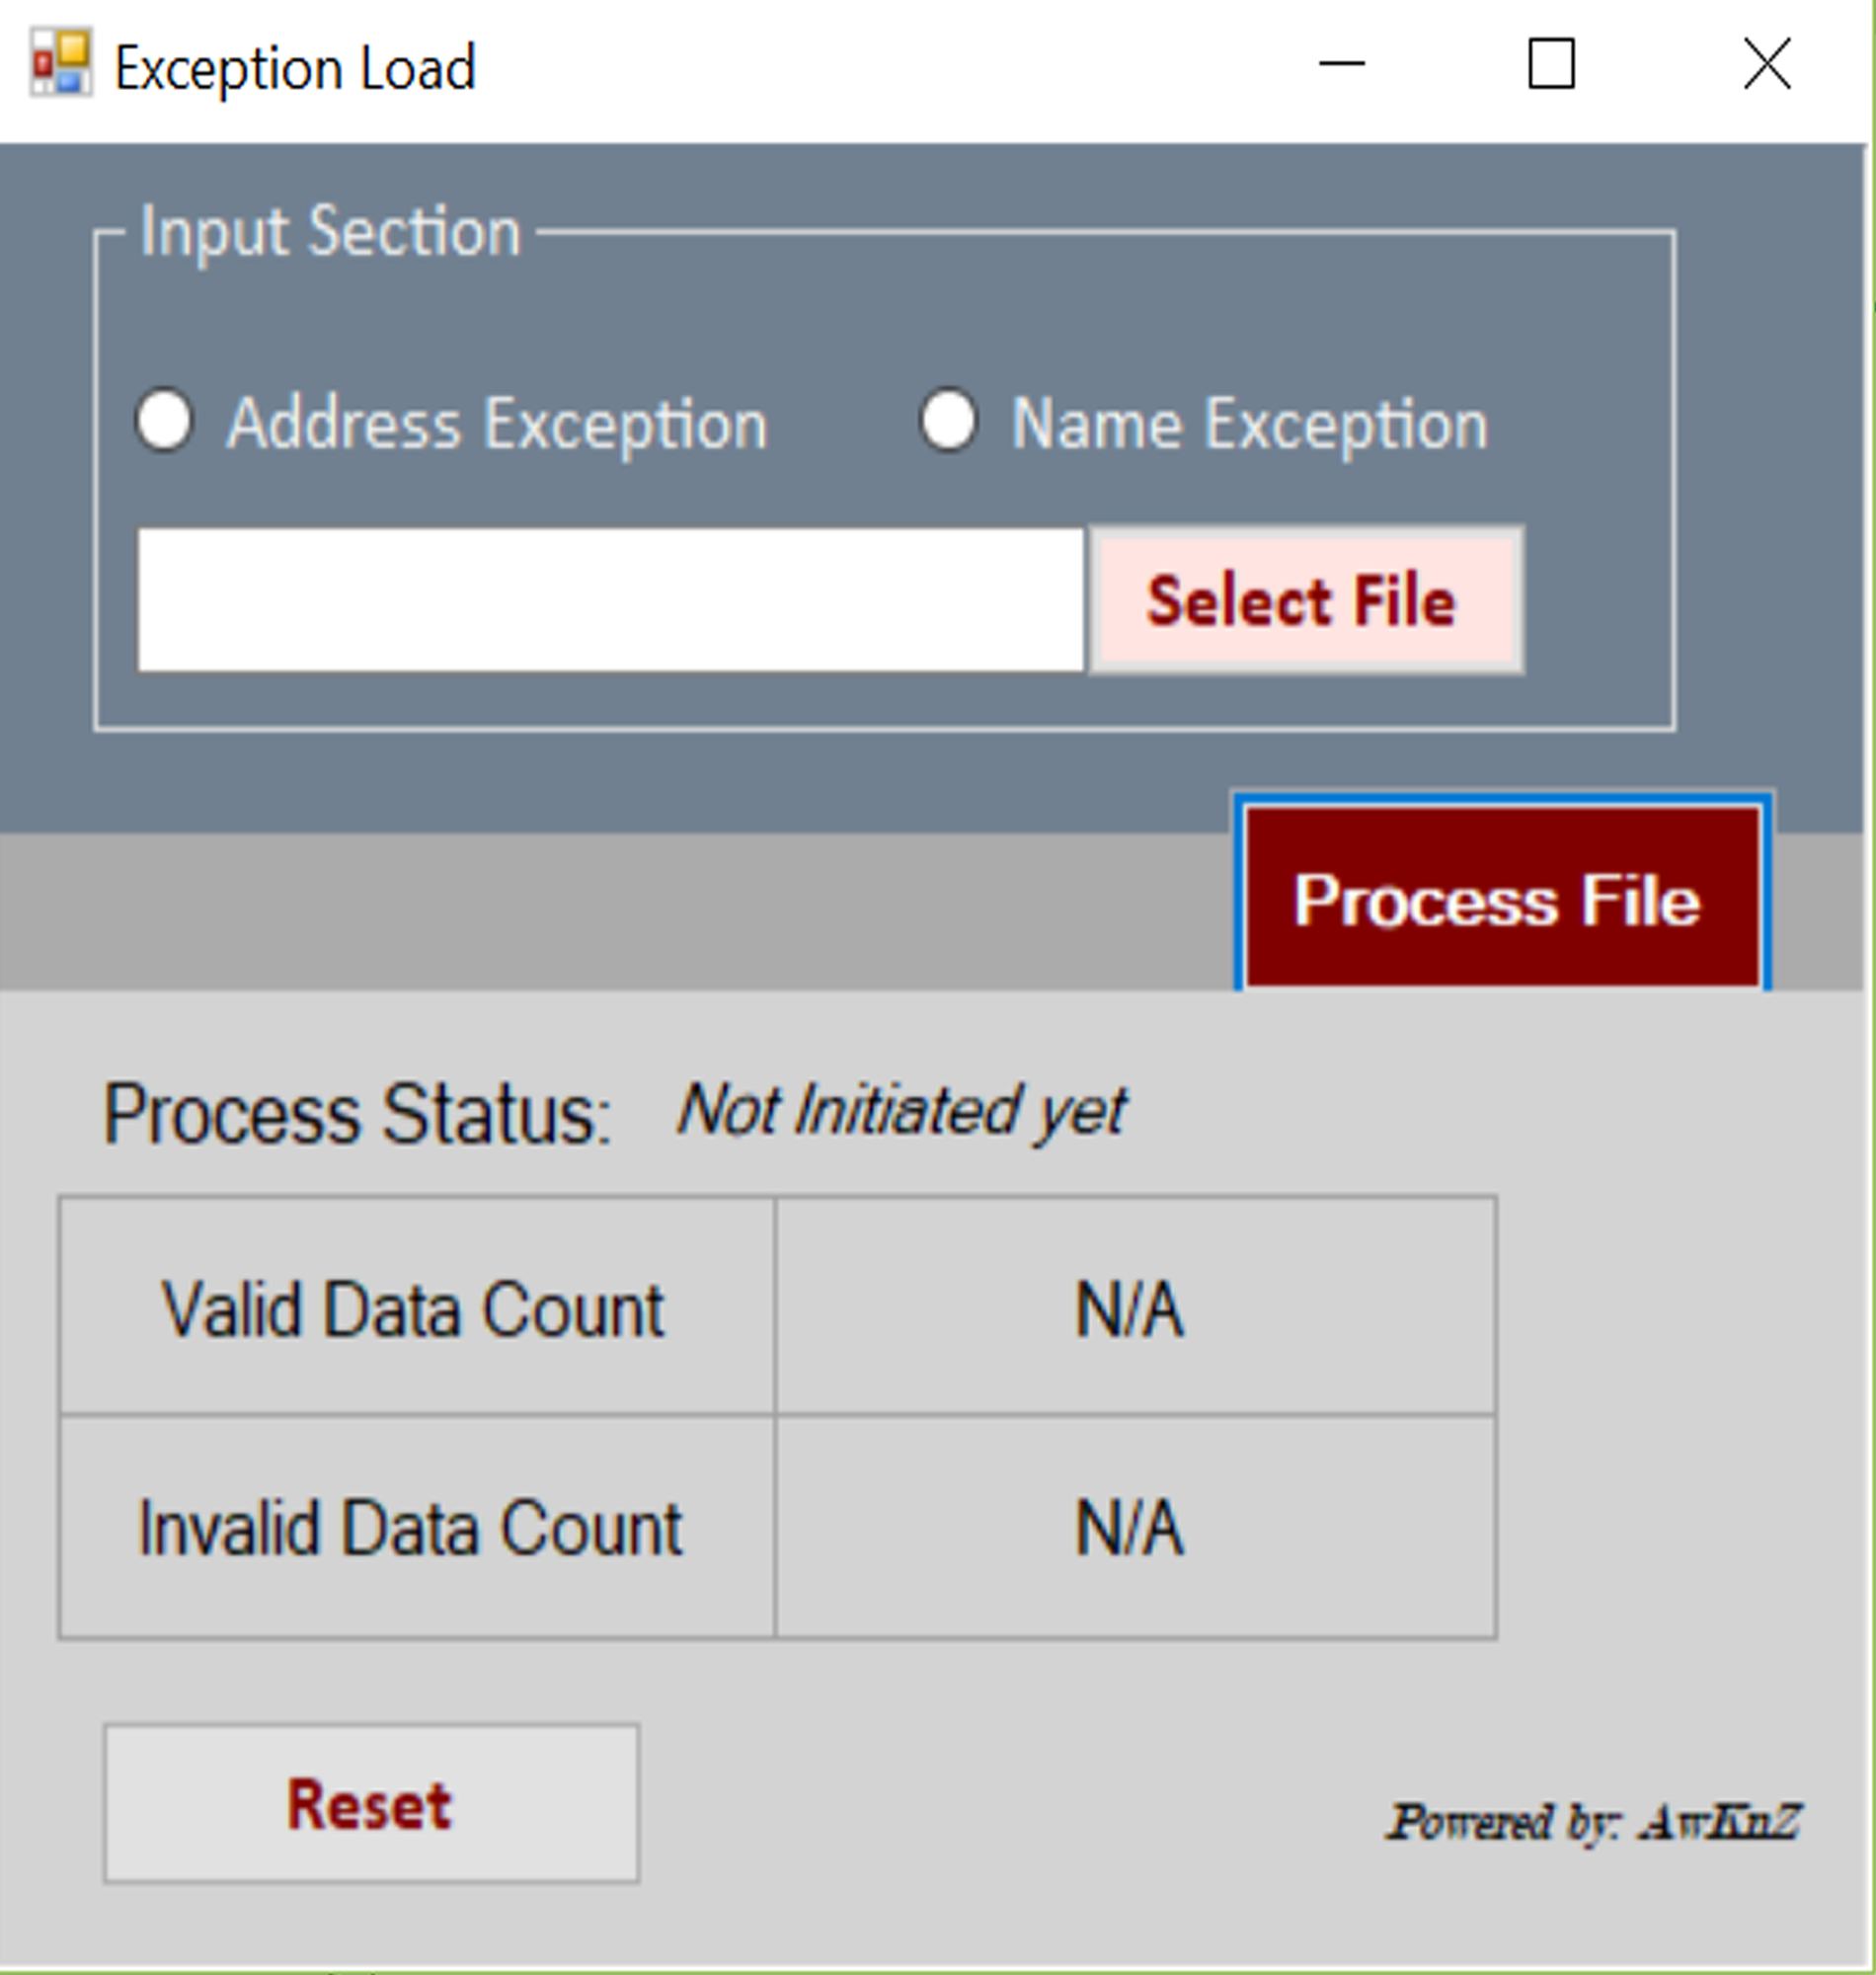 Exception Load
Input Section
Address Exception Name Exception
Select File
Process File
Process Status: Not Initiated yet
Valid Data Count N/A
Invalid Data Count N/A
Reset
Powered by: AwKnZ